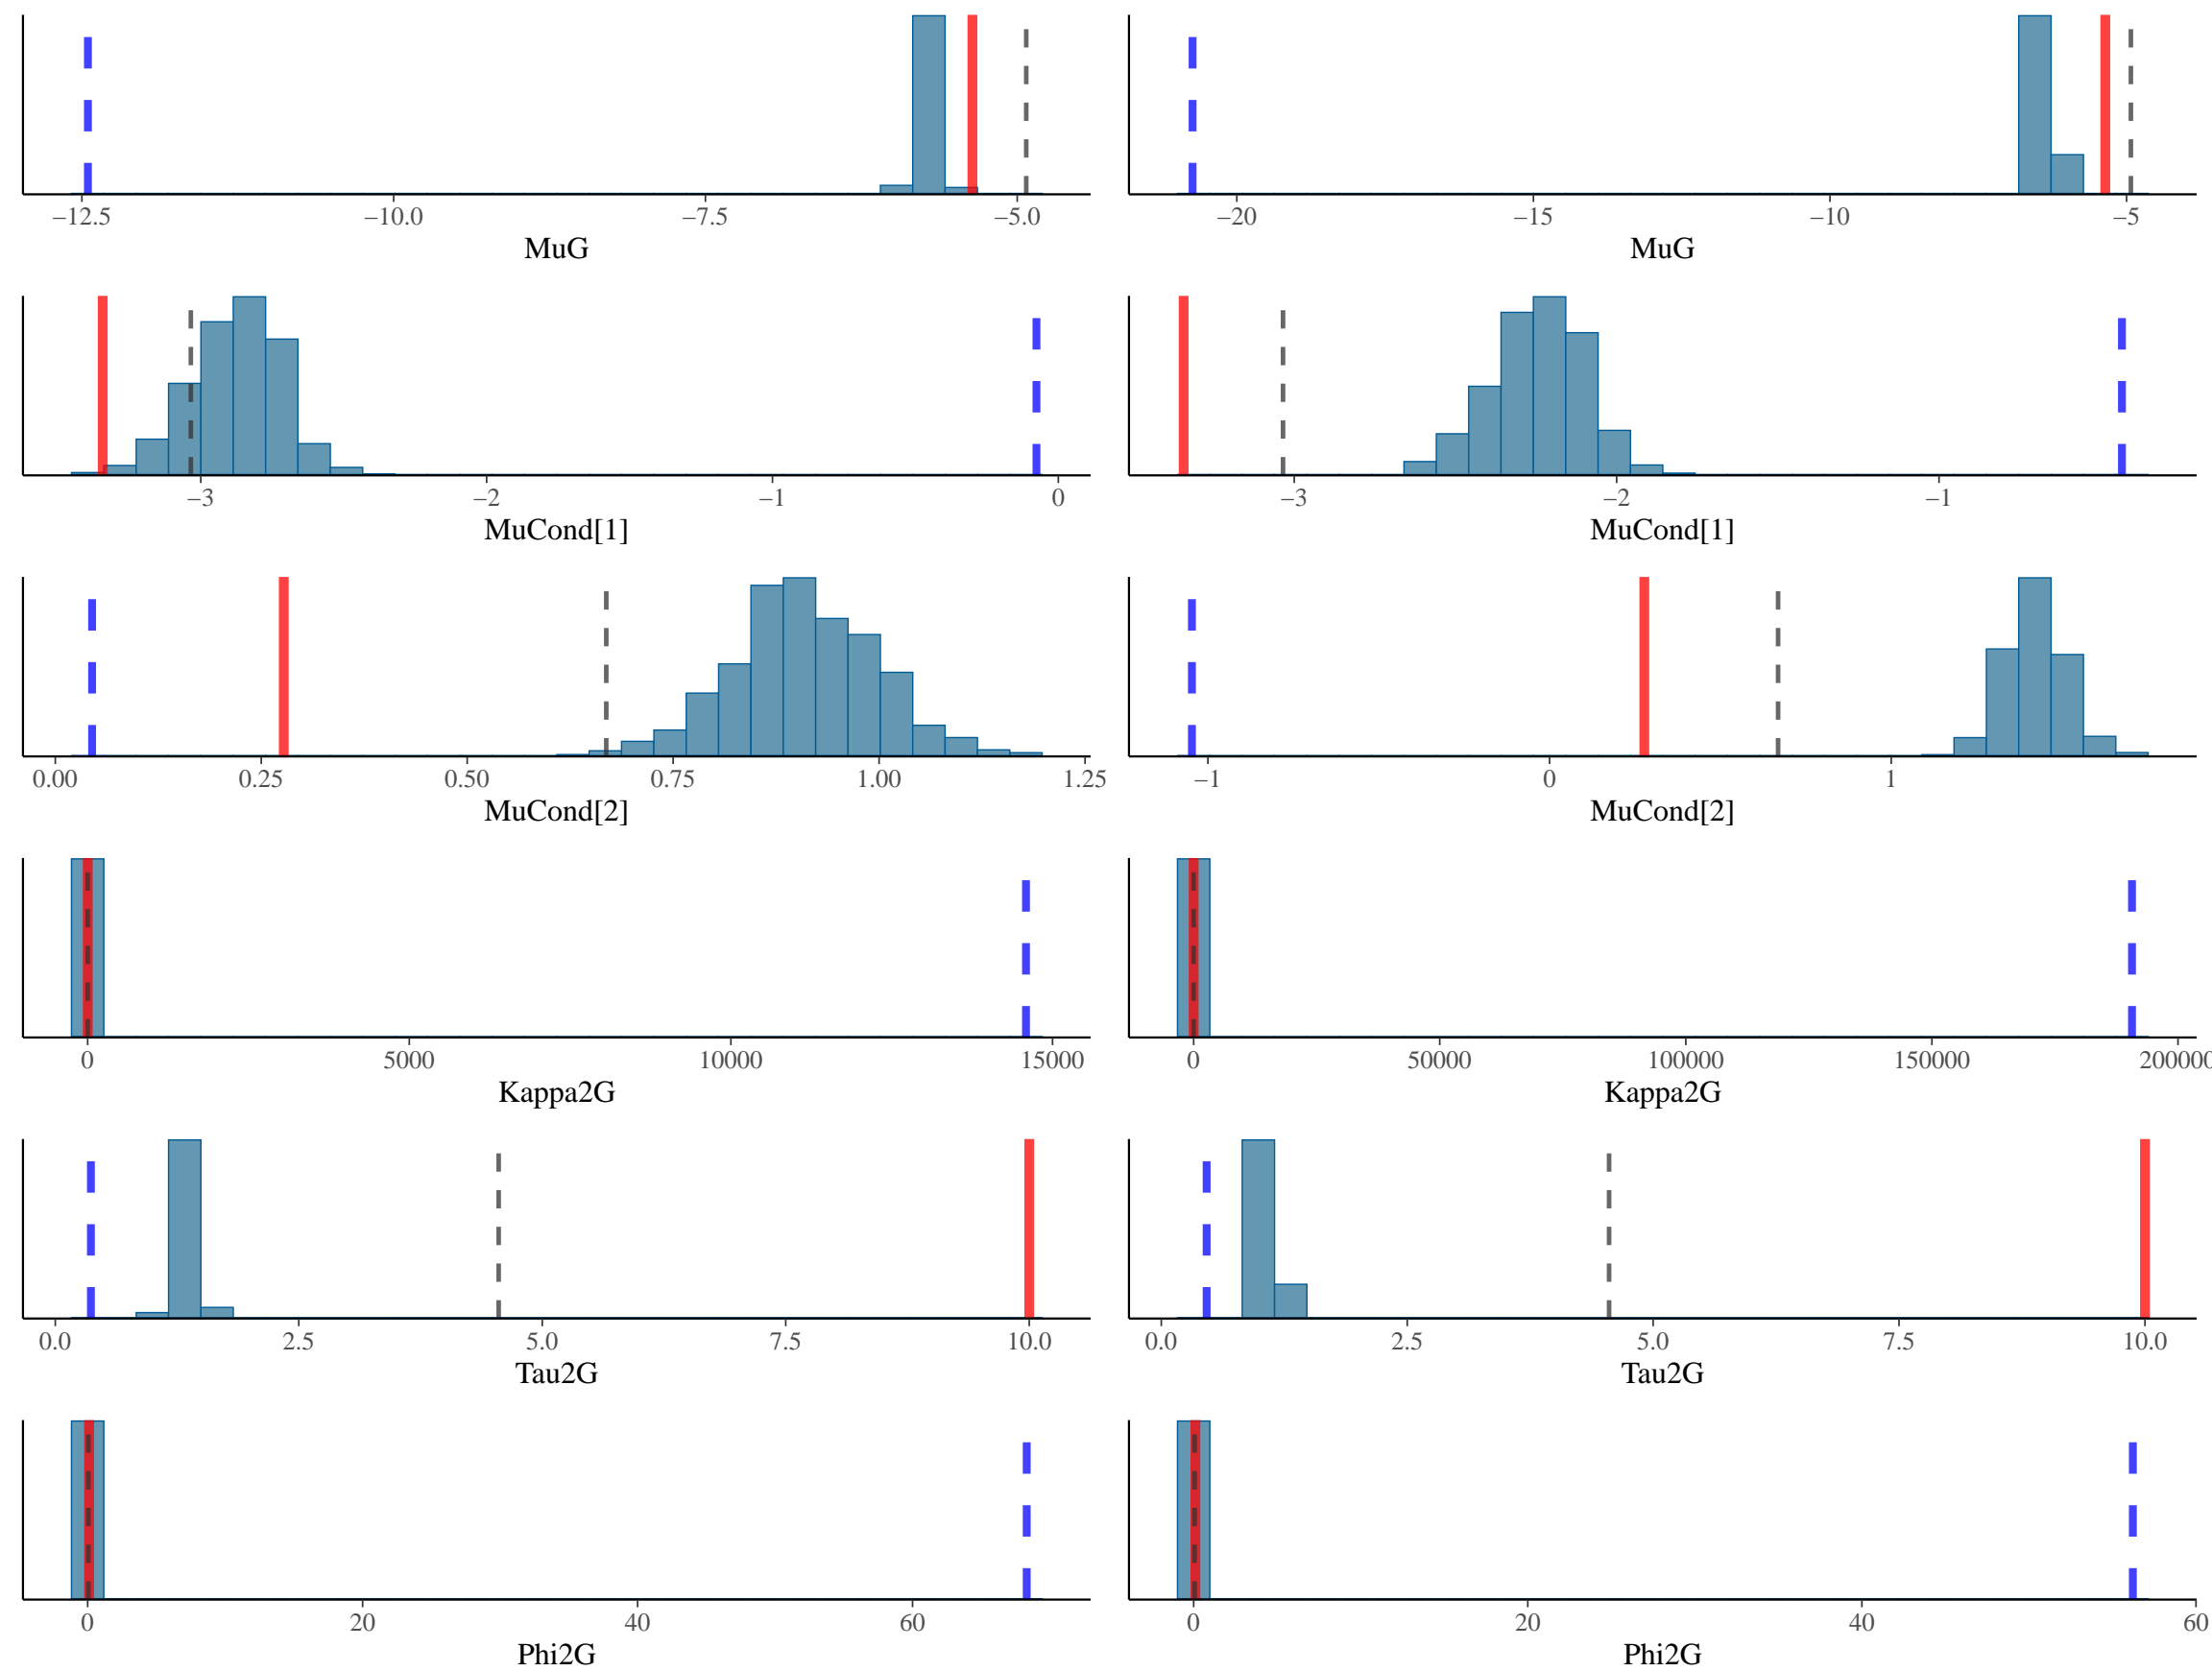 −12.5 −10.0 −7.5 −5.0
MuG
−20 −15 −10 −5
MuG
−3 −2 −1 0
MuCond[1]
−3 −2 −1
MuCond[1]
0.00 0.25 0.50 0.75 1.00 1.25
MuCond[2]
−1 0 1
MuCond[2]
0 5000 10000 15000
Kappa2G
0 50000 100000 150000 200000
Kappa2G
0.0 2.5 5.0 7.5 10.0
Tau2G
0.0 2.5 5.0 7.5 10.0
Tau2G
0 20 40 60
Phi2G
0 20 40 60
Phi2G